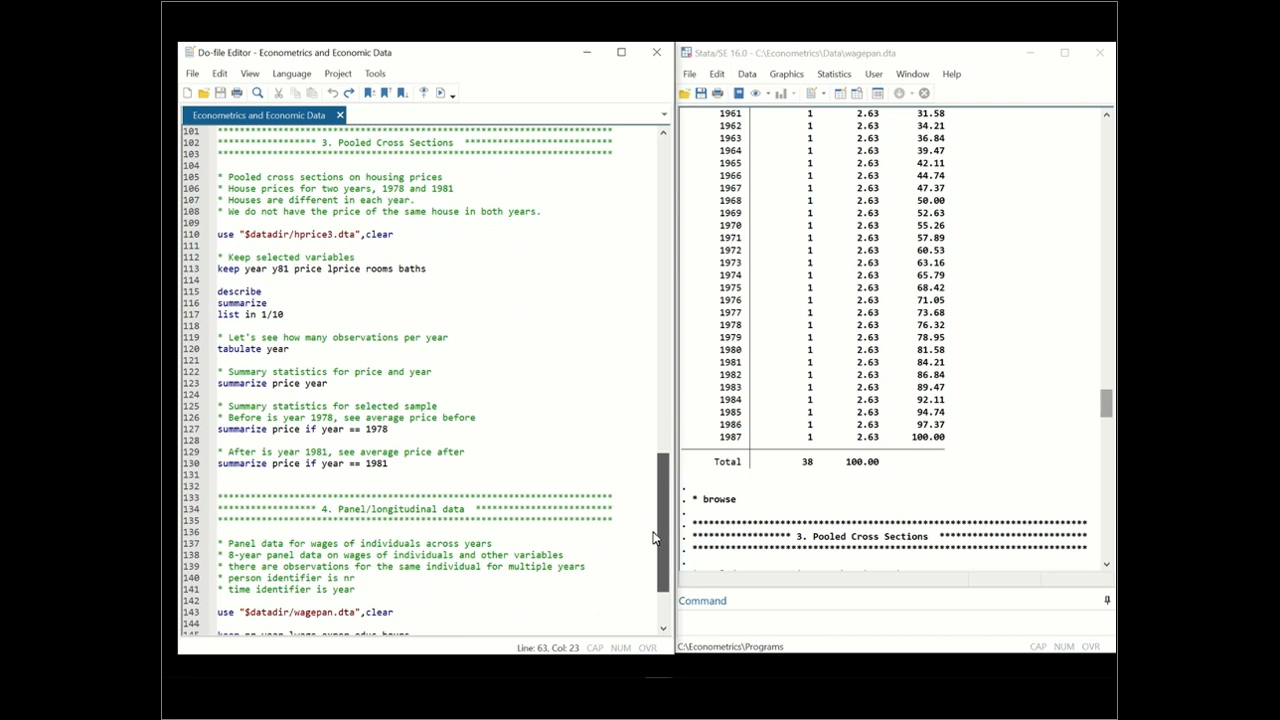 Do-file Editor - Econometrics and Economic Data
File Edit View Language Project Tools
Econometrics and Economic Data
101 ******************************************************************
102 ***************** 3. Pooled Cross Sections *************************
103 ******************************************************************
104
105 * Pooled cross sections on housing prices
106 * House prices for two years, 1978 and 1981
107 * Houses are different in each year.
108 * We do not have the price of the same house in both years.
109
110 use "$datadir/hprice3.dta",clear
111
112 * Keep selected variables
113 keep year y81 price lprice rooms baths
114
115 describe
116 summarize
117 list in 1/10
118
119 * Let's see how many observations per year
120 tabulate year
121
122 * Summary statistics for price and year
123 summarize price year
124
125 * Summary statistics for selected sample
126 * Before is year 1978, see average price before
127 summarize price if year == 1978
128
129 * After is year 1981, see average price after
130 summarize price if year == 1981
131
132
133 ******************************************************************
134 ***************** 4. Panel/longitudinal data ***********************
135 ******************************************************************
136
137 * Panel data for wages of individuals across years
138 * 8-year panel data on wages of individuals and other variables
139 * there are observations for the same individual for multiple years
140 * person identifier is nr
141 * time identifier is year
142
143 use "$datadir/wagepan.dta",clear
144
145 keep nr year lwage exper educ hours
Line: 63, Col: 23 CAP NUM OVR
Stata/SE 16.0 - C:\Econometrics\Data\wagepan.dta
File Edit Data Graphics Statistics User Window Help
1961 1 2.63 31.58
1962 1 2.63 34.21
1963 1 2.63 36.84
1964 1 2.63 39.47
1965 1 2.63 42.11
1966 1 2.63 44.74
1967 1 2.63 47.37
1968 1 2.63 50.00
1969 1 2.63 52.63
1970 1 2.63 55.26
1971 1 2.63 57.89
1972 1 2.63 60.53
1973 1 2.63 63.16
1974 1 2.63 65.79
1975 1 2.63 68.42
1976 1 2.63 71.05
1977 1 2.63 73.68
1978 1 2.63 76.32
1979 1 2.63 78.95
1980 1 2.63 81.58
1981 1 2.63 84.21
1982 1 2.63 86.84
1983 1 2.63 89.47
1984 1 2.63 92.11
1985 1 2.63 94.74
1986 1 2.63 97.37
1987 1 2.63 100.00
Total 38 100.00
.
. * browse
.
. ******************************************************************
. ***************** 3. Pooled Cross Sections *************************
. ******************************************************************
Command
C:\Econometrics\Programs CAP NUM OVR